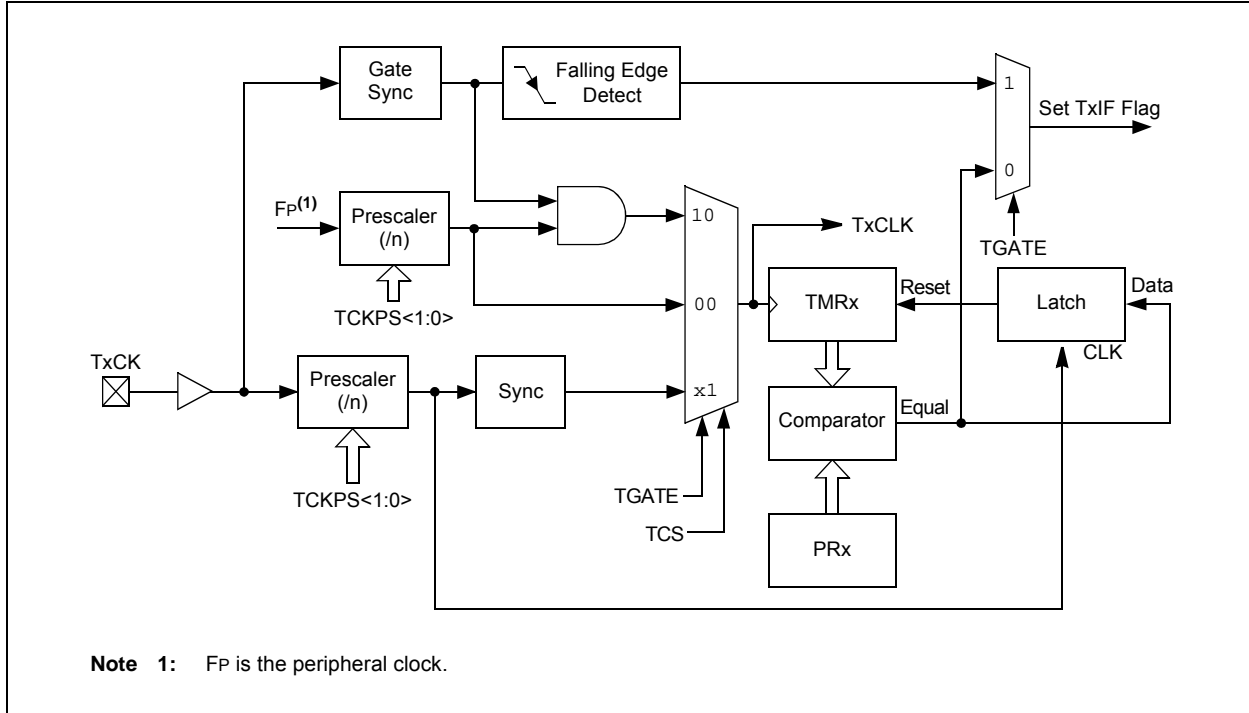 Gate
Sync
Falling Edge
Detect
1
Set TxIF Flag
0
FP(1)
Prescaler
(/n)
10
TxCLK
TGATE
00
TMRx
Reset
Latch
Data
CLK
TCKPS<1:0>
TxCK
Prescaler
(/n)
Sync
x1
Comparator
Equal
TCKPS<1:0>
TGATE
TCS
PRx
Note 1: FP is the peripheral clock.